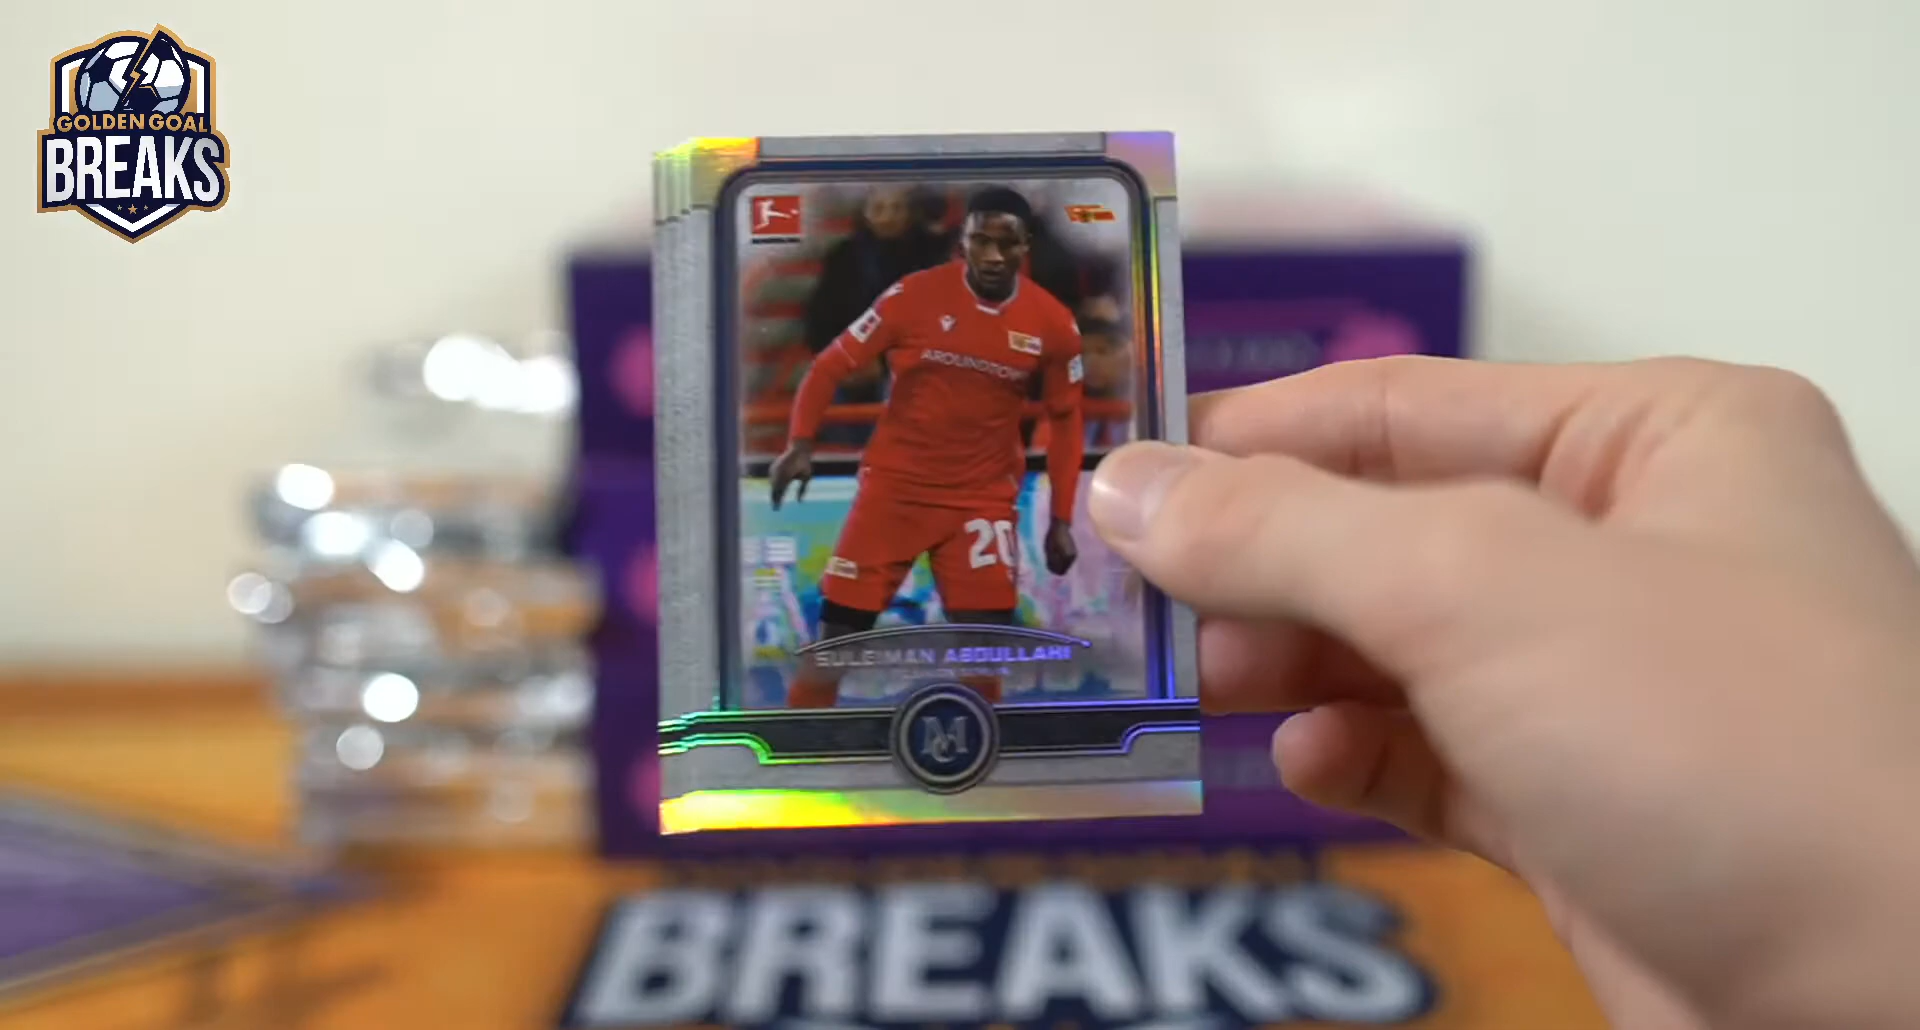 GOLDEN GOAL
BREAKS
AROUNDTOWN
20
SULEIMAN ABDULLAHI
MC
BREAKS